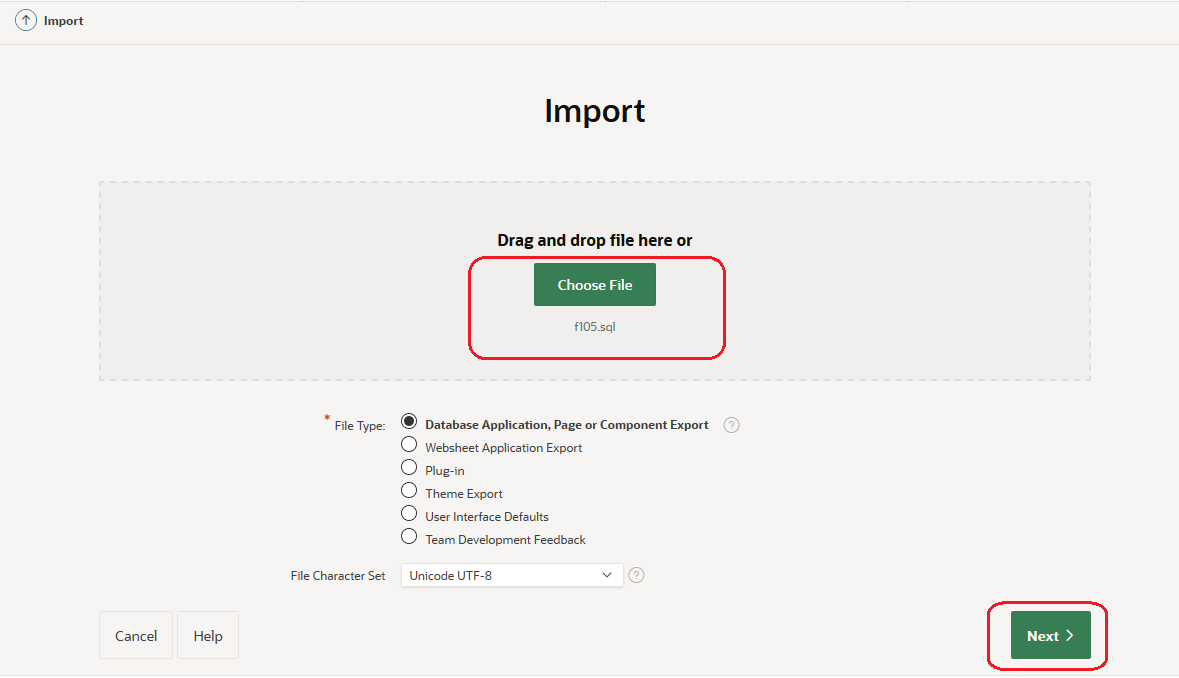 Import
Import
Drag and drop file here or
Choose File
f105.sql
* File Type:
Database Application, Page or Component Export ?
Websheet Application Export
Plug-in
Theme Export
User Interface Defaults
Team Development Feedback
File Character Set Unicode UTF-8 ?
Cancel Help Next